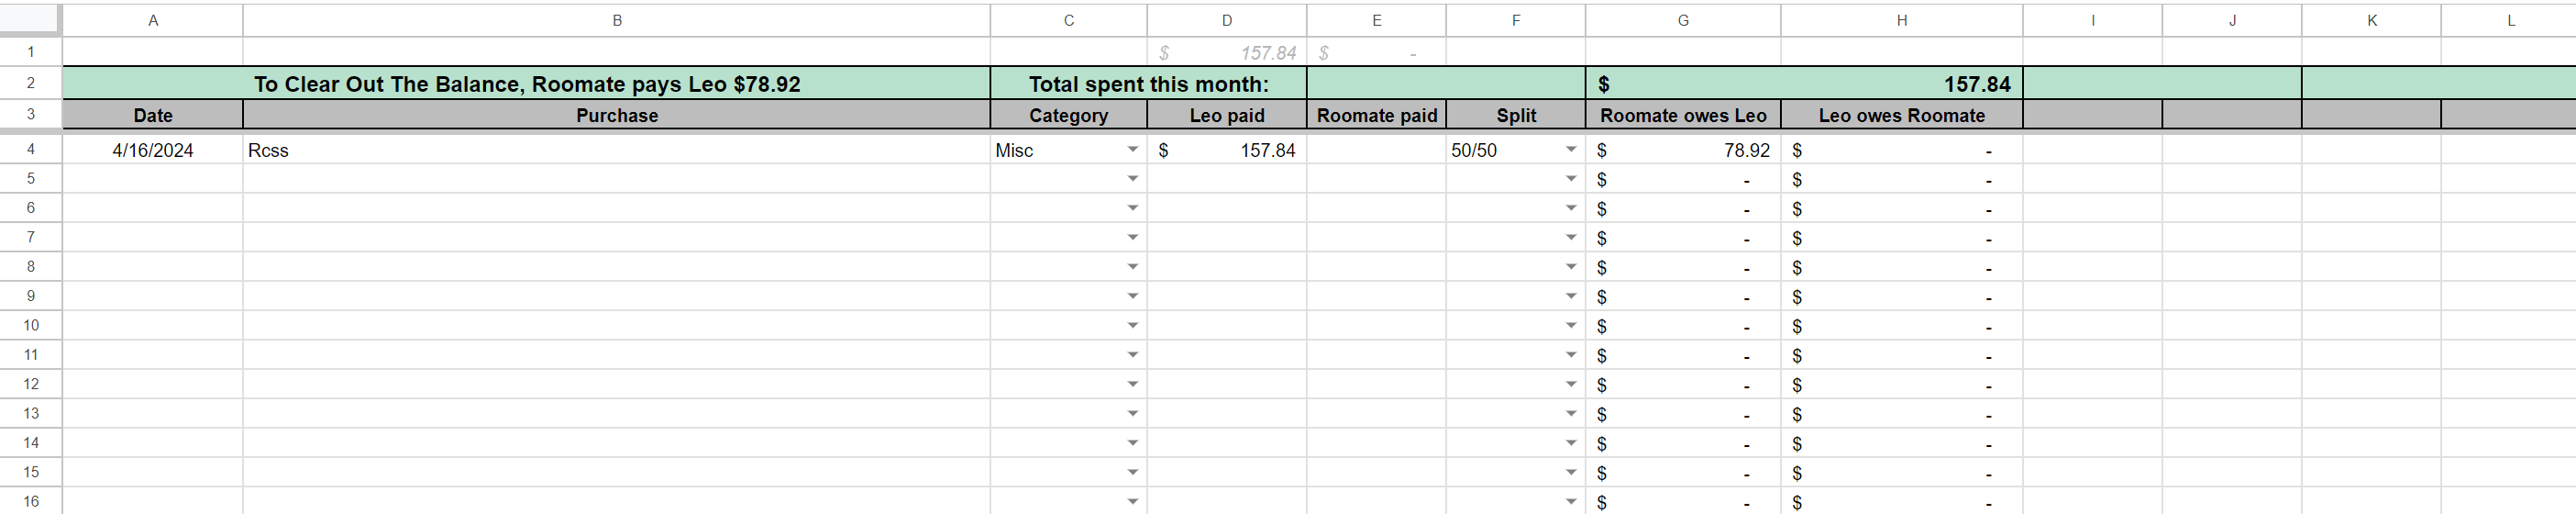 A B C D E F G H I J K L
1 $ 157.84 $ -
2 To Clear Out The Balance, Roomate pays Leo $78.92 Total spent this month: $ 157.84
3 Date Purchase Category Leo paid Roomate paid Split Roomate owes Leo Leo owes Roomate
4 4/16/2024 Rcss Misc $ 157.84 50/50 $ 78.92 $ -
5 $ - $ -
6 $ - $ -
7 $ - $ -
8 $ - $ -
9 $ - $ -
10 $ - $ -
11 $ - $ -
12 $ - $ -
13 $ - $ -
14 $ - $ -
15 $ - $ -
16 $ - $ -